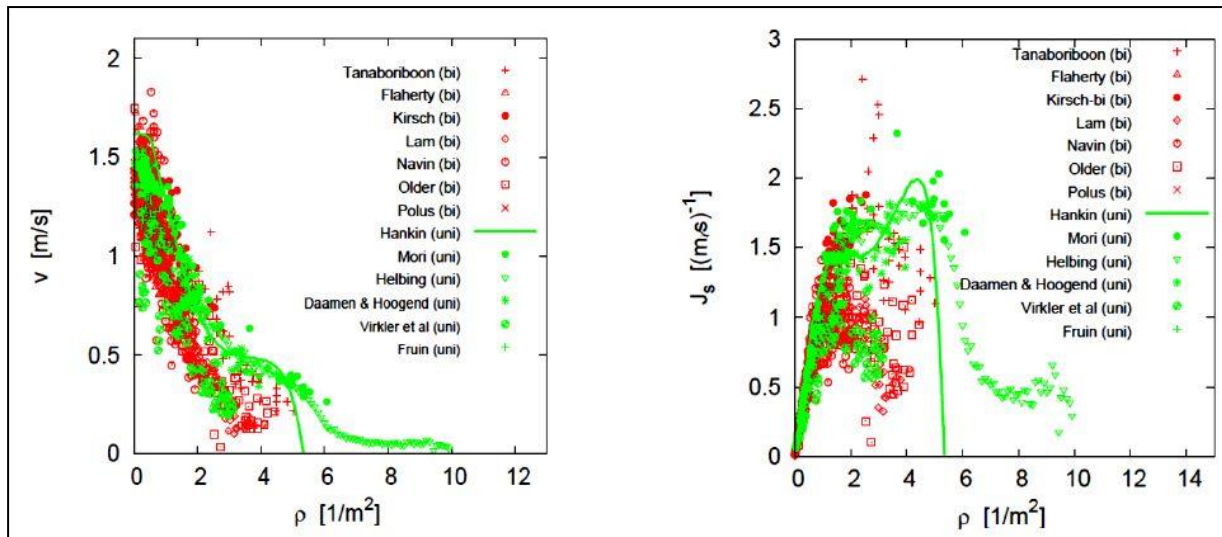 2
1.5
1
0.5
0
0 2 4 6 8 10 12
v [m/s]
ρ [1/m²]
Tanaboriboon (bi)
Flaherty (bi)
Kirsch (bi)
Lam (bi)
Navin (bi)
Older (bi)
Polus (bi)
Hankin (uni)
Mori (uni)
Helbing (uni)
Daamen & Hoogend (uni)
Virkler et al (uni)
Fruin (uni)
3
2.5
2
1.5
1
0.5
0
0 2 4 6 8 10 12 14
Jₛ [(m/s)⁻¹]
ρ [1/m²]
Tanaboriboon (bi)
Flaherty (bi)
Kirsch-bi (bi)
Lam (bi)
Navin (bi)
Older (bi)
Polus (bi)
Hankin (uni)
Mori (uni)
Helbing (uni)
Daamen & Hoogend (uni)
Virkler et al (uni)
Fruin (uni)